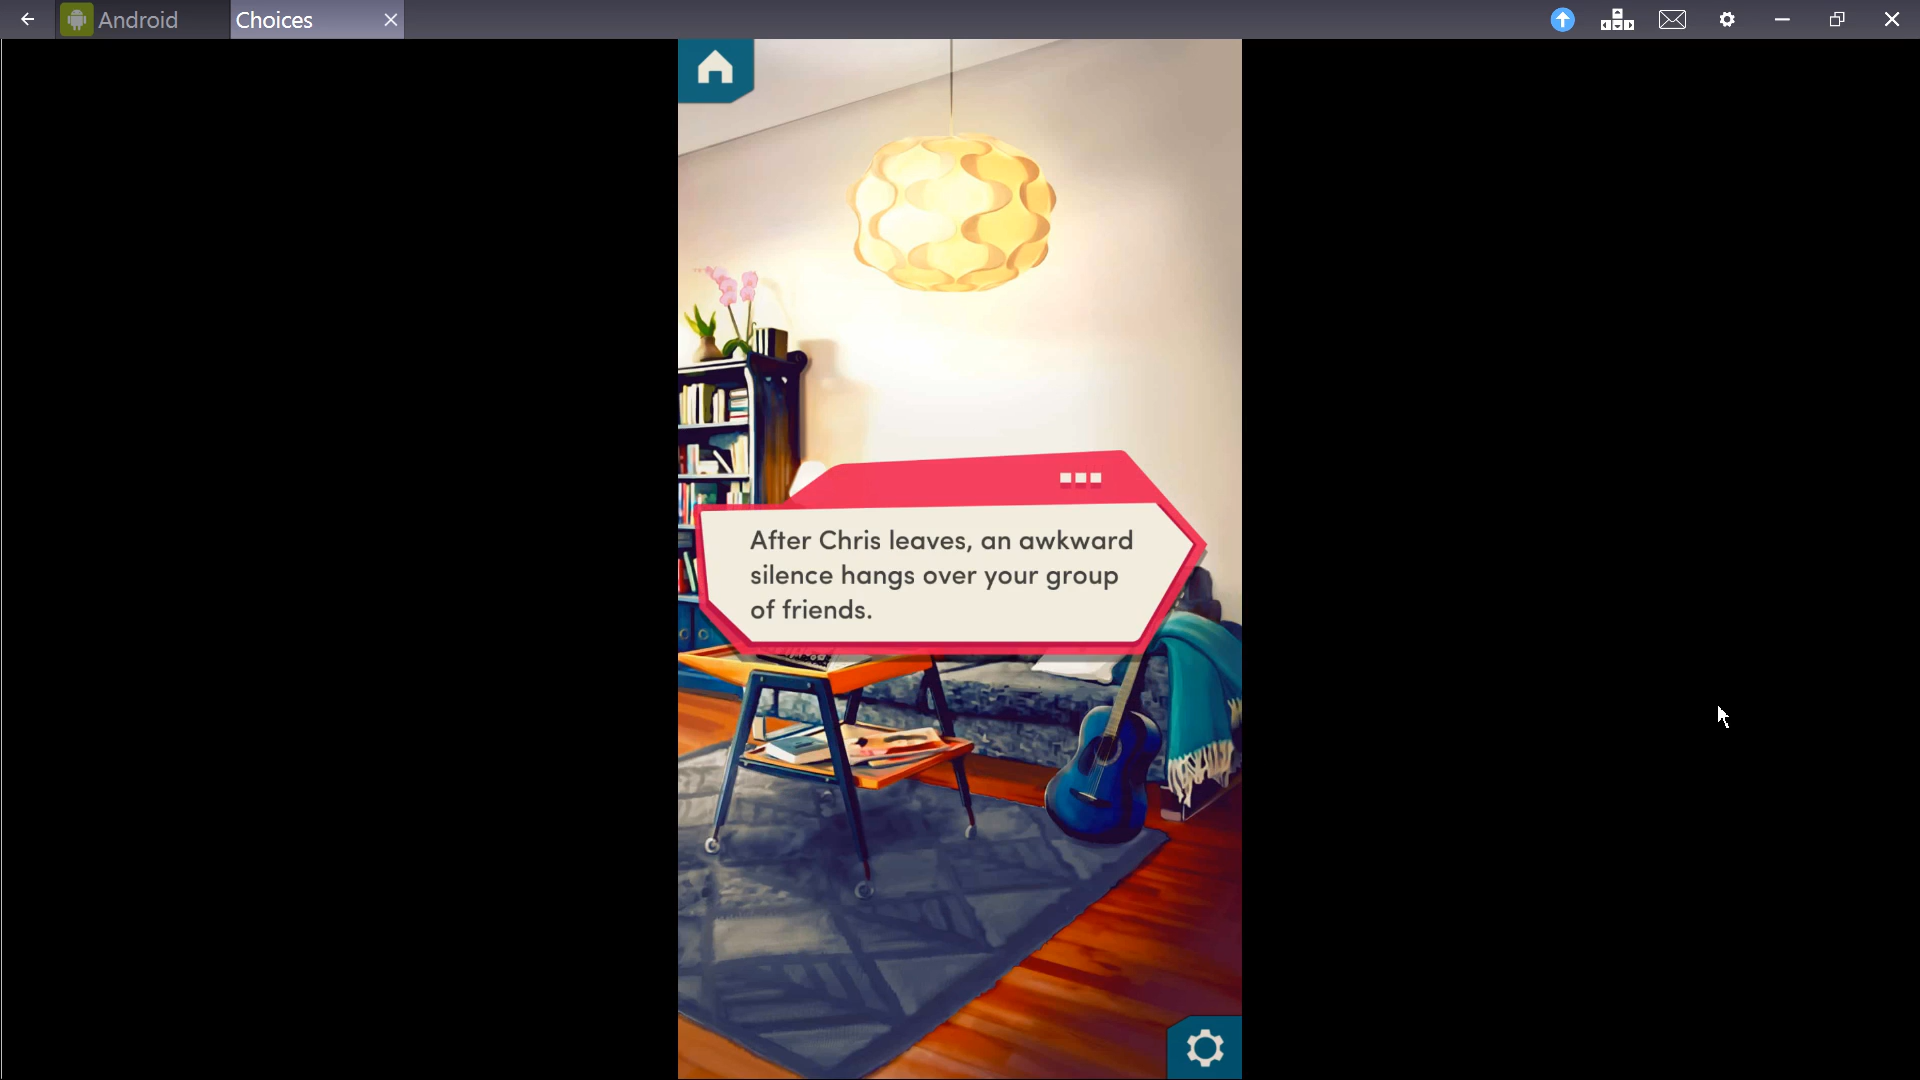 Android
Choices
After Chris leaves, an awkward
silence hangs over your group
of friends.